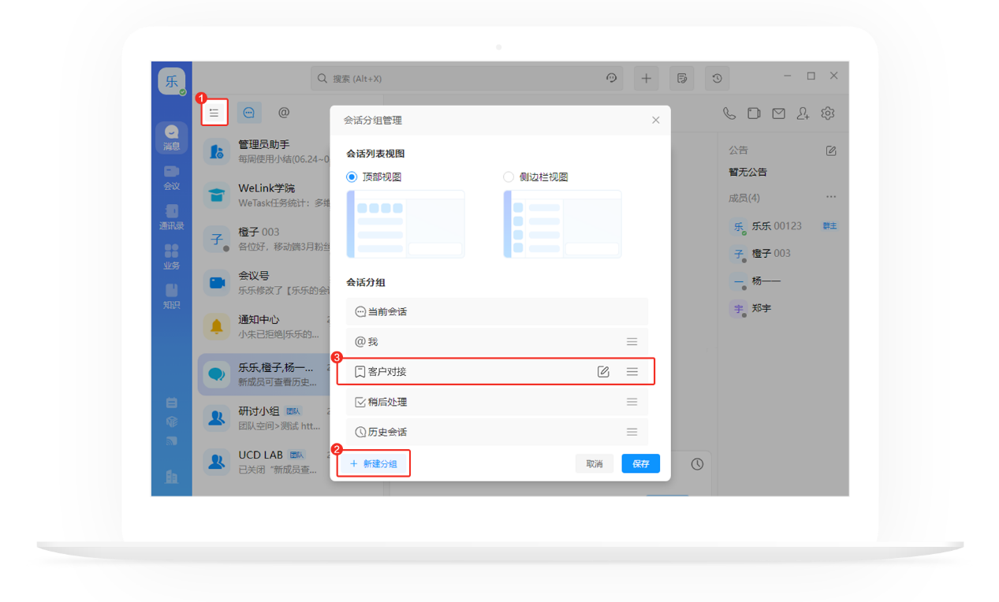 乐
搜索 (Alt+X)
1
@
消息
会议
通讯录
业务
知识
管理员助手
每周使用小结(06.24~0
WeLink学院
WeTask任务统计：多维
橙子 003
各位好，移动端3月粉丝
会议号
乐乐修改了【乐乐的会议
通知中心
小朱已拒绝|乐乐的...
乐乐,橙子,杨一...
新成员可查看历史...
研讨小组 团队
团队空间>测试 htt...
UCD LAB 团队
已关闭“新成员查...
会话分组管理
会话列表视图
顶部视图
侧边栏视图
会话分组
当前会话
@我
3
客户对接
稍后处理
历史会话
2
+ 新建分组
取消
保存
公告
暂无公告
成员(4)
乐 乐乐 00123 群主
子 橙子 003
一 杨一一
宇 郑宇